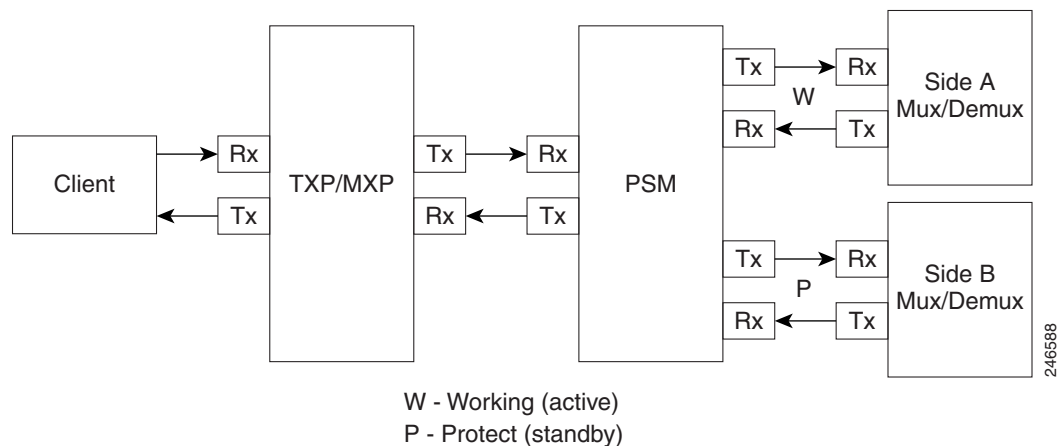 Tx
Rx
W
Side A
Mux/Demux
Rx
Tx
Client
Rx
Tx
TXP/MXP
Tx
Rx
Rx
Tx
PSM
Tx
Rx
P
Side B
Mux/Demux
Rx
Tx
246588
W - Working (active)
P - Protect (standby)